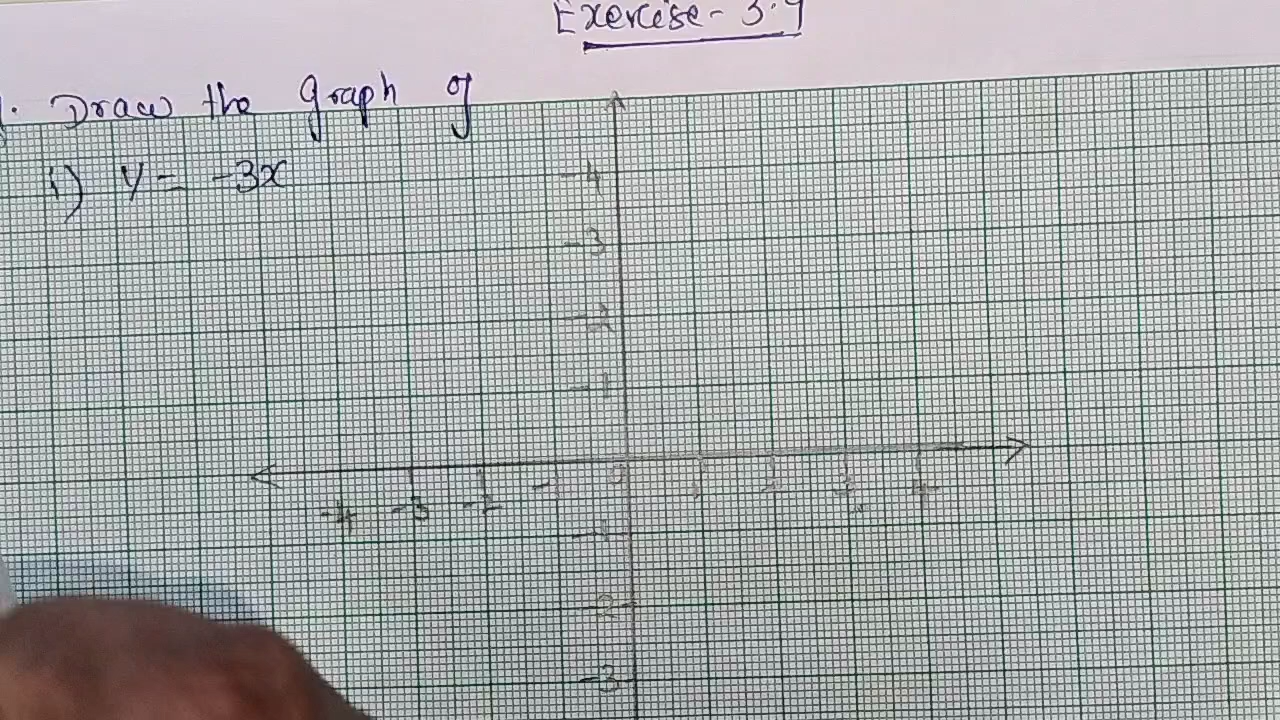 Exercise - 3.9
1. Draw the graph of
i) y = -3x
4
3
2
1
-4 -3 -2 -1 0 1 2 3 4
-1
-2
-3